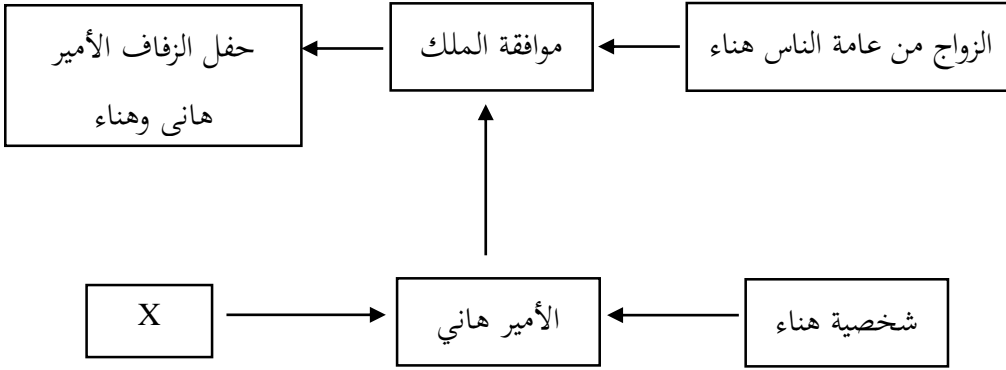 الزواج من عامة الناس هناء
موافقة الملك
حفل الزفاف الأمير
هانى وهناء
شخصية هناء
الأمير هاني
X